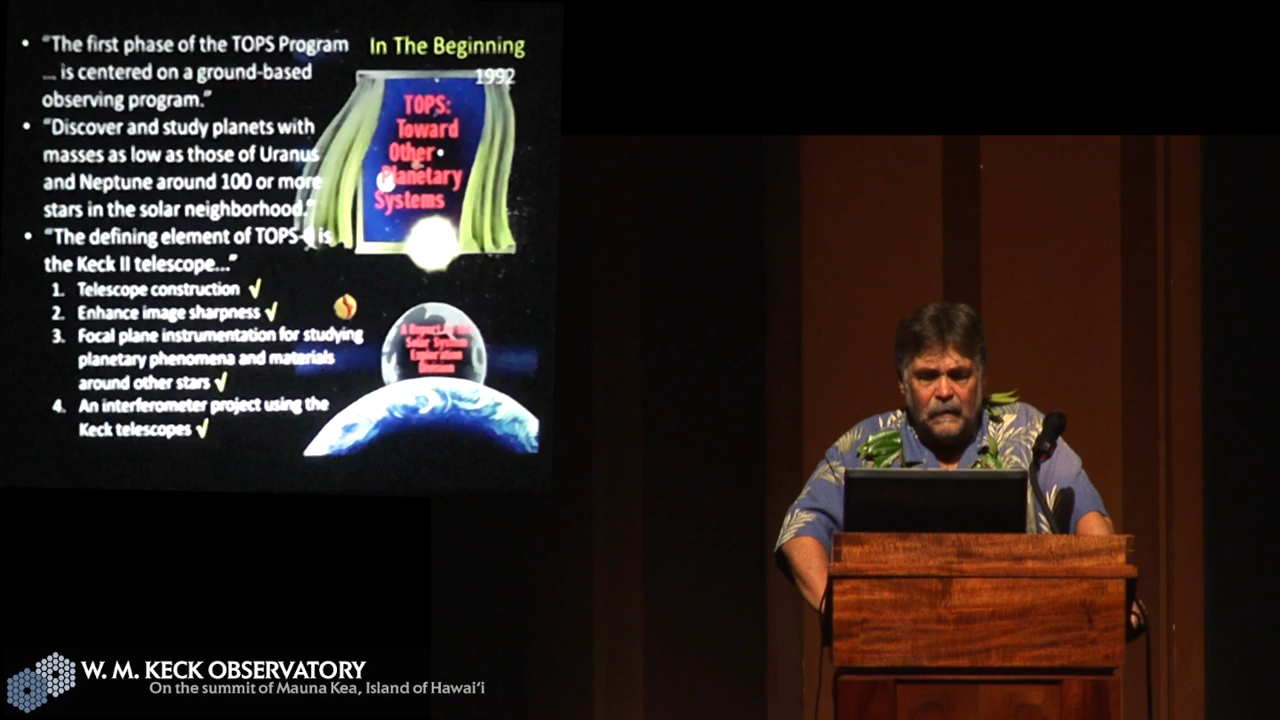 • “The first phase of the TOPS Program
.... is centered on a ground-based
observing program.”
• “Discover and study planets with
masses as low as those of Uranus
and Neptune around 100 or more
stars in the solar neighborhood.”
• “The defining element of TOPS- is
the Keck II telescope...”
1. Telescope construction √
2. Enhance image sharpness √
3. Focal plane instrumentation for studying
planetary phenomena and materials
around other stars √
4. An interferometer project using the
Keck telescopes √
In The Beginning
1992
TOPS:
Toward
Other
Planetary
Systems
A Report
Solar System
Exploration
Division
W. M. KECK OBSERVATORY
On the summit of Mauna Kea, Island of Hawai‘i